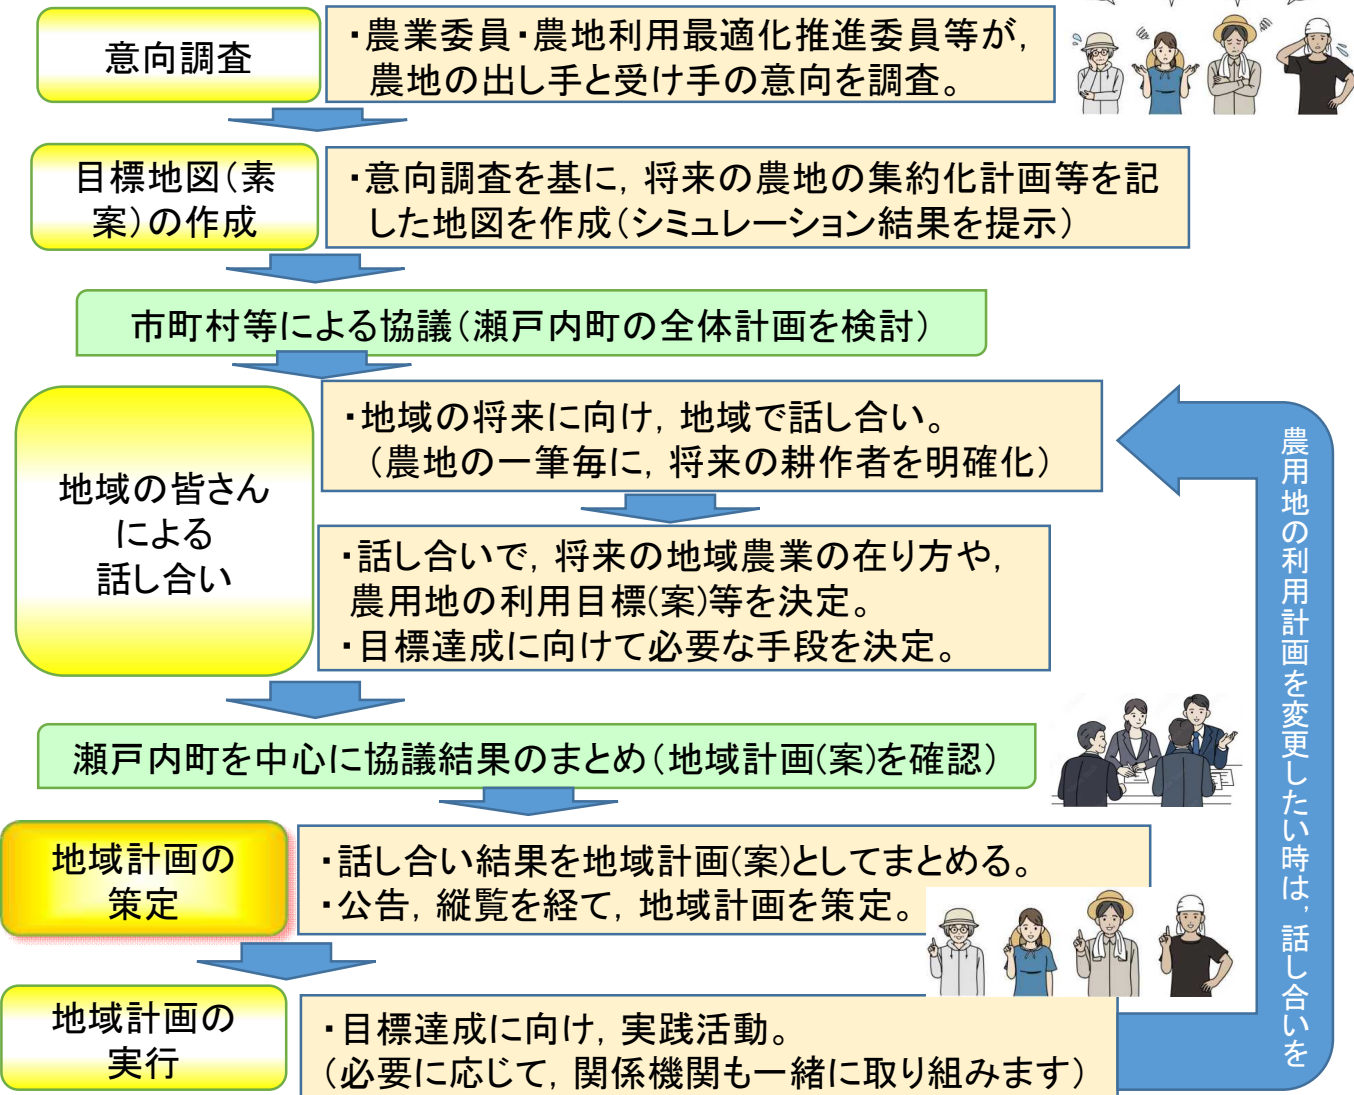 意向調査
・農業委員・農地利用最適化推進委員等が,
農地の出し手と受け手の意向を調査。
目標地図(素
案)の作成
・意向調査を基に, 将来の農地の集約化計画等を記
した地図を作成(シミュレーション結果を提示)
市町村等による協議(瀬戸内町の全体計画を検討)
地域の皆さん
による
話し合い
・地域の将来に向け, 地域で話し合い。
(農地の一筆毎に, 将来の耕作者を明確化)
・話し合いで, 将来の地域農業の在り方や,
農用地の利用目標(案)等を決定。
・目標達成に向けて必要な手段を決定。
瀬戸内町を中心に協議結果のまとめ(地域計画(案)を確認)
地域計画の
策定
・話し合い結果を地域計画(案)としてまとめる。
・公告, 縦覧を経て, 地域計画を策定。
地域計画の
実行
・目標達成に向け, 実践活動。
(必要に応じて, 関係機関も一緒に取り組みます)
農用地の利用計画を変更したい時は, 話し合いを